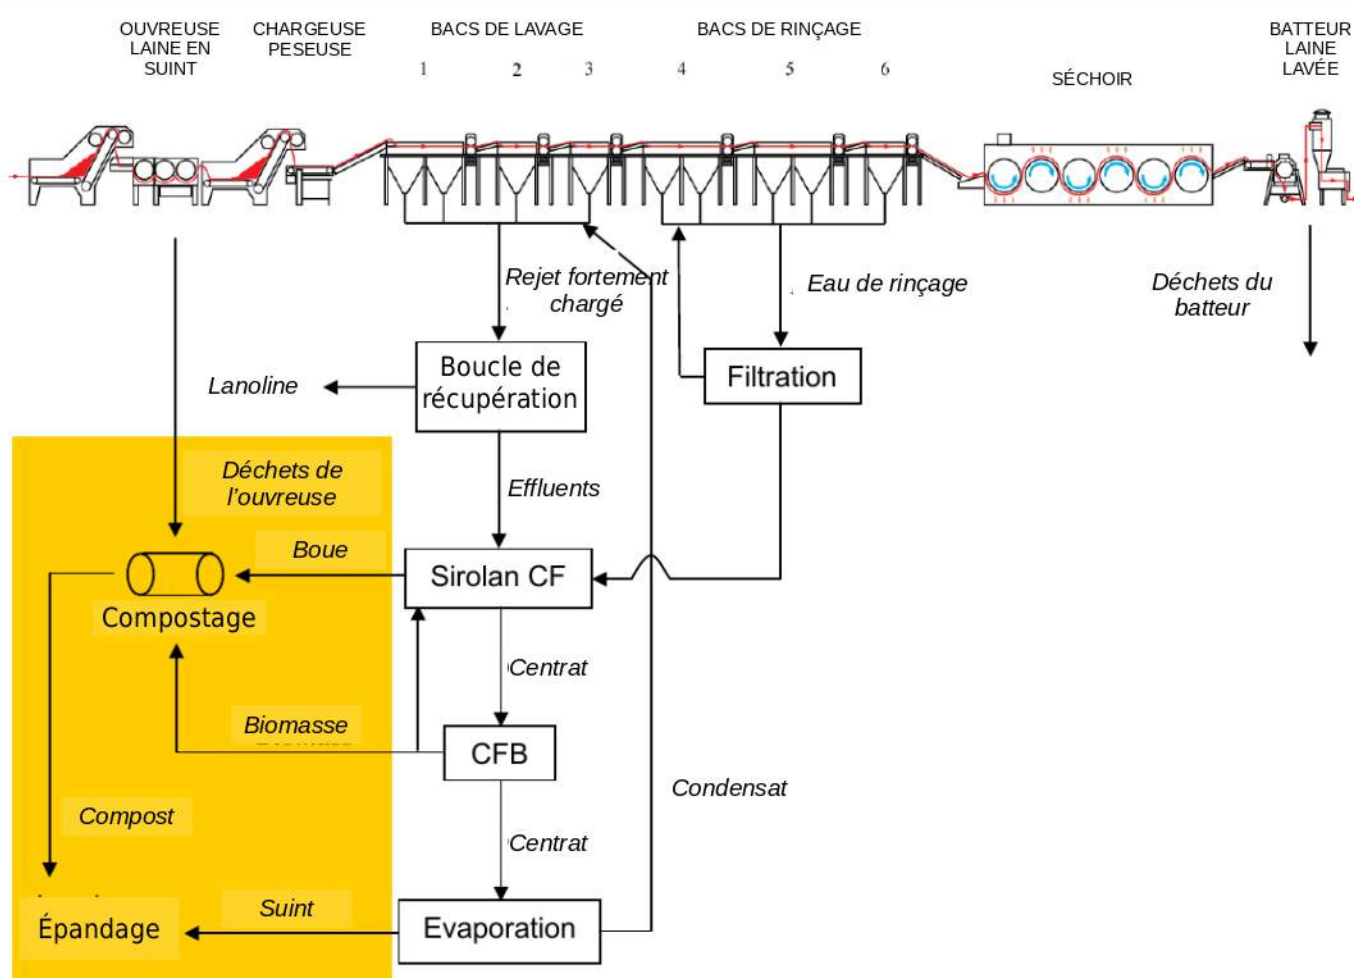 OUVREUSE
LAINE EN
SUINT
CHARGEUSE
PESEUSE
BACS DE LAVAGE
1
2
3
BACS DE RINÇAGE
4
5
6
SÉCHOIR
BATTEUR
LAINE
LAVÉE
Rejet fortement
chargé
Eau de rinçage
Déchets du
batteur
Lanoline
Boucle de
récupération
Filtration
Déchets de
l'ouvreuse
Effluents
Boue
Sirolan CF
Compostage
Centrat
Biomasse
CFB
Condensat
Compost
Centrat
Suint
Épandage
Evaporation